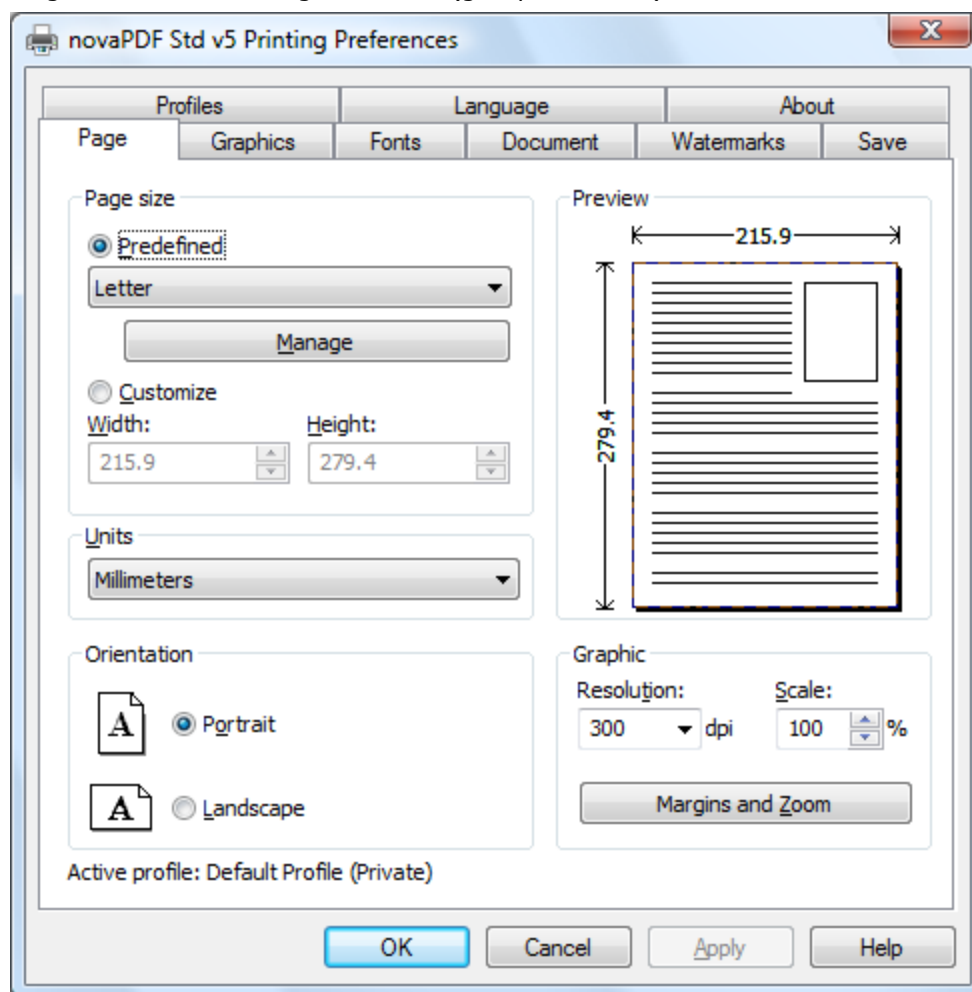 novaPDF Std v5 Printing Preferences
Profiles Language About
Page Graphics Fonts Document Watermarks Save
Page size
Predefined
Letter
Manage
Customize
Width: Height:
215.9 279.4
Units
Millimeters
Orientation
A Portrait
A Landscape
Preview
215.9
279.4
Graphic
Resolution: Scale:
300 dpi 100 %
Margins and Zoom
Active profile: Default Profile (Private)
OK Cancel Apply Help